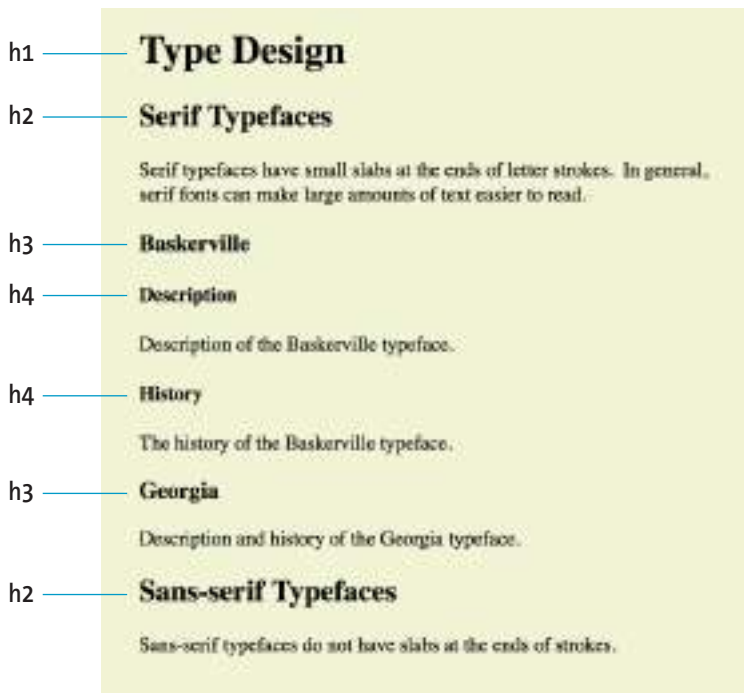 h1 Type Design
h2 Serif Typefaces
Serif typefaces have small slabs at the ends of letter strokes. In general,
serif fonts can make large amounts of text easier to read.
h3 Baskerville
h4 Description
Description of the Baskerville typeface.
h4 History
The history of the Baskerville typeface.
h3 Georgia
Description and history of the Georgia typeface.
h2 Sans-serif Typefaces
Sans-serif typefaces do not have slabs at the ends of strokes.